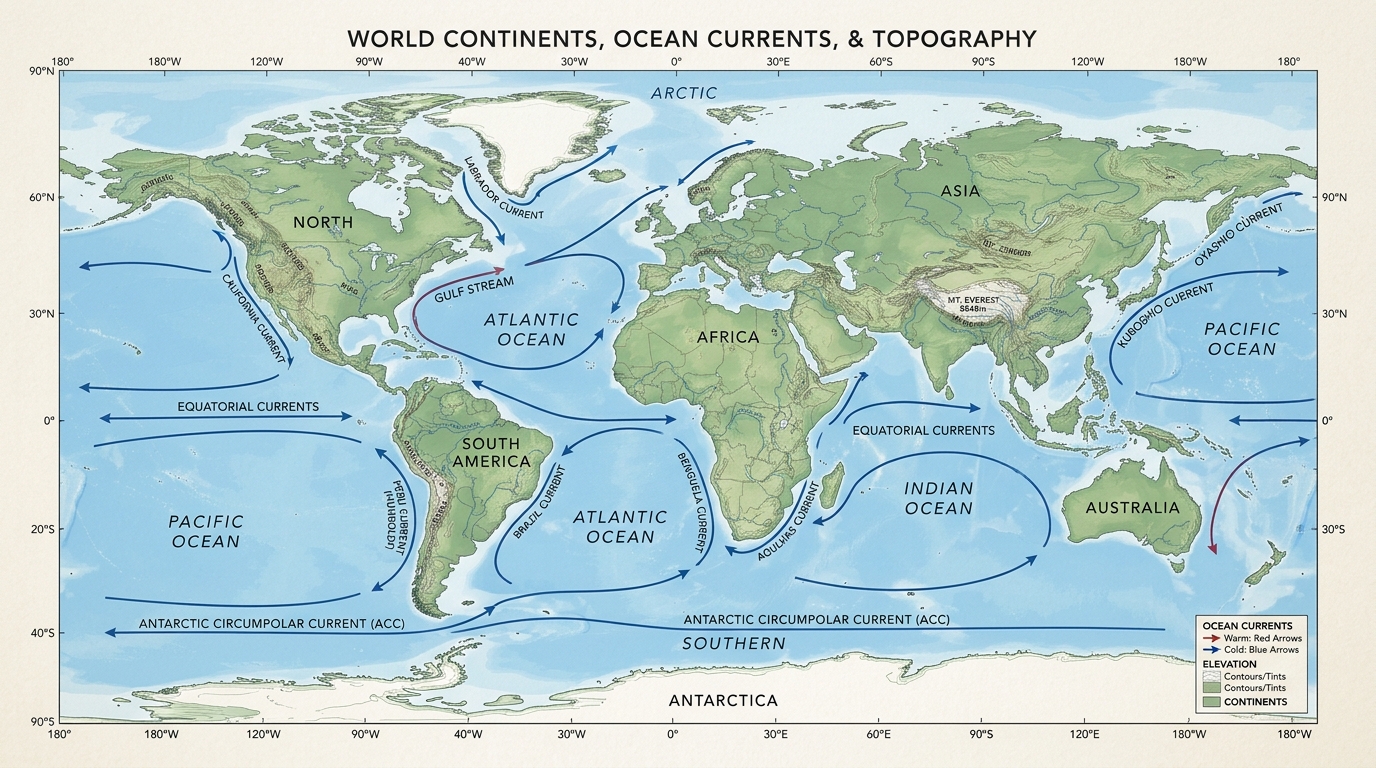 WORLD CONTINENTS, OCEAN CURRENTS, & TOPOGRAPHY
180° 180°W 120°W 90°W 40°W 30°W 0° 30°E 60°S 90°S 120°W 180°W 180°
90°N
ARCTIC
60°N
90°N
LABRADOR CURRENT
ASIA
NORTH
OYASHIO CURRENT
CALIFORNIA CURRENT
GULF STREAM
MT. EVEREST
S648m
30°N
30°N
ATLANTIC
OCEAN
AFRICA
KUROSHO CUERENT
PACIFIC
OCEAN
EQUATORIAL CURRENTS
0°
0°
EQUATORIAL CURRENTS
SOUTH
AMERICA
PEBU CURRENT
BRAZIL CURRENT
BENGUELA CURRENT
AOULHAS CURRENT
INDIAN
OCEAN
AUSTRALIA
PACIFIC
OCEAN
ATLANTIC
OCEAN
20°S
30°S
ANTARCTIC CIRCUMPOLAR CURRENT (ACC)
ANTARCTIC CIRCUMPOLAR CURRENT (ACC)
40°S
SOUTHERN
OCEAN CURRENTS
Warm: Red Arrows
Cold: Blue Arrows
ELEVATION
Contours/Tints
Contours/Tints
CONTINENTS
ANTARCTICA
90°S
180° 180°W 120°W 90°W 40°W 30°W 0° 30°E 60°E 90°S 120°E 180°W 180°W